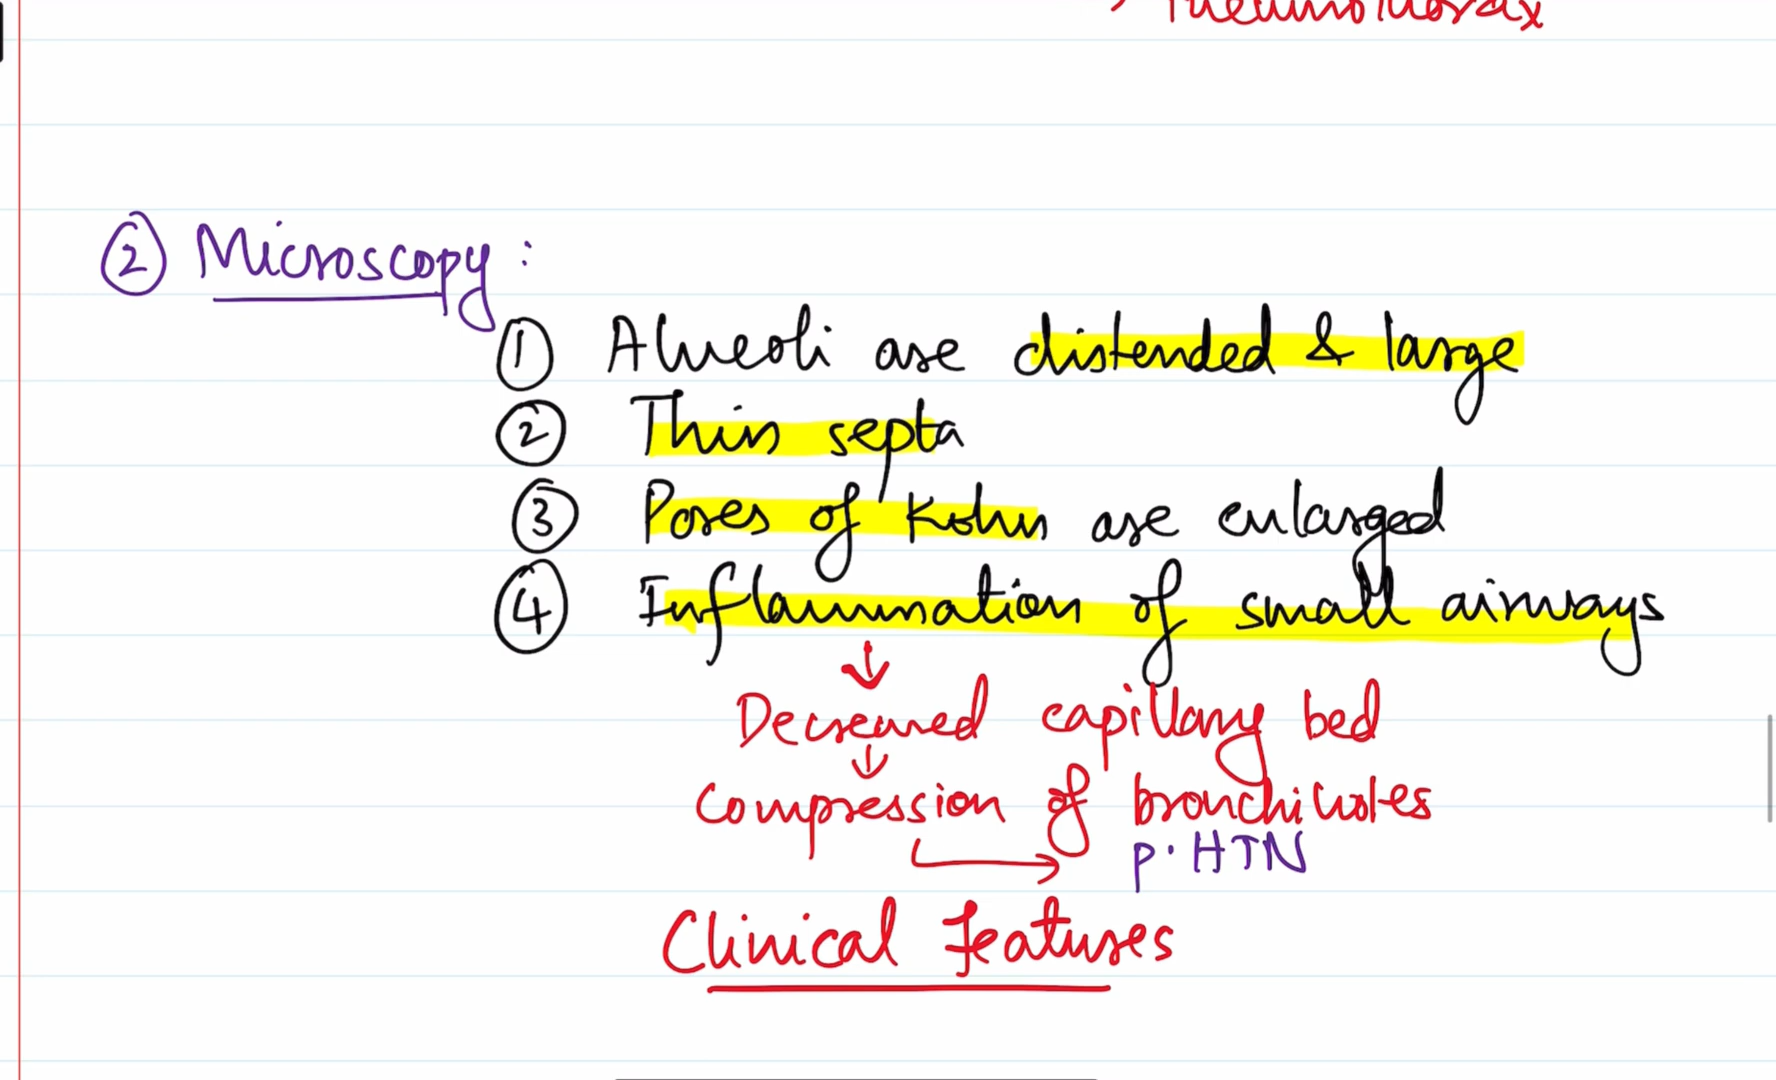 Pneumothorax
② Microscopy:
① Alveoli are distended & large
② Thin septa
③ Pores of Kohn are enlarged
④ Inflammation of small airways
↓
Decreased capillary bed
↓
Compression of bronchioles
→ P. HTN
Clinical Features